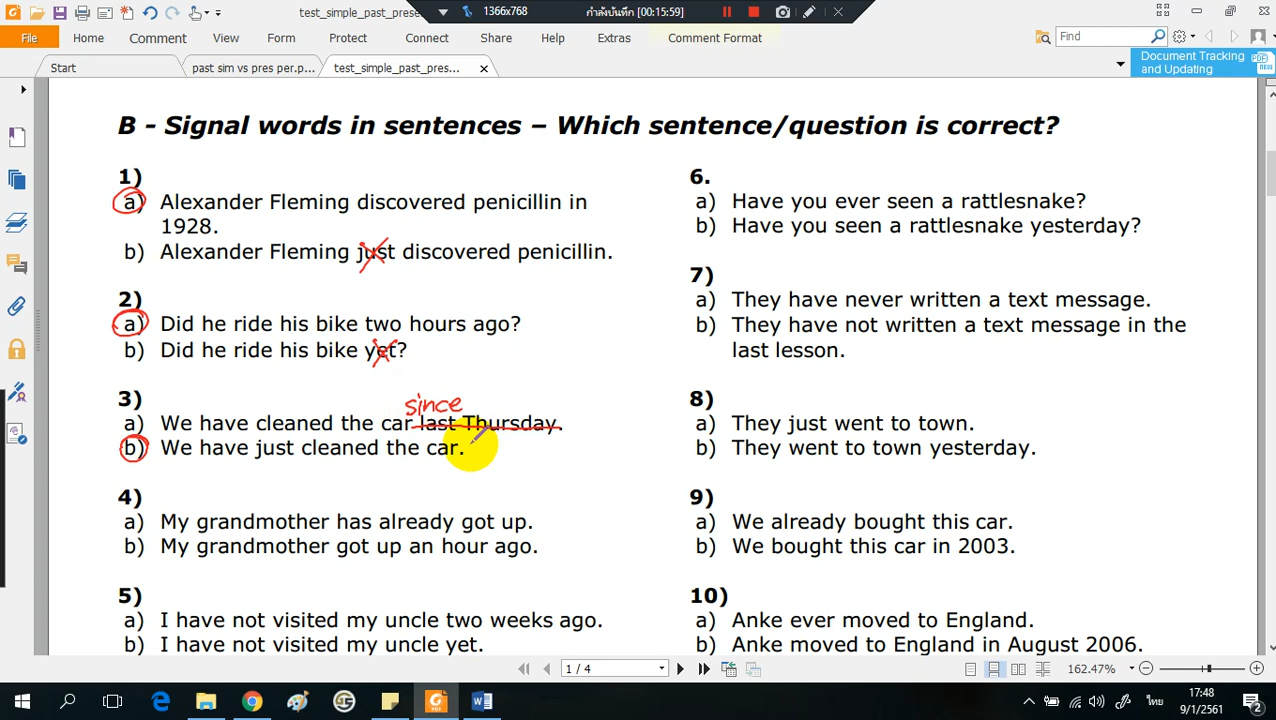 test_simple_past_prese
1366x768
กำลังบันทึก [00:15:59]
File
Home
Comment
View
Form
Protect
Connect
Share
Help
Extras
Comment Format
Find
Start
past sim vs pres per.p...
test_simple_past_pres...
Document Tracking
and Updating
B - Signal words in sentences – Which sentence/question is correct?
1)
a) Alexander Fleming discovered penicillin in
1928.
b) Alexander Fleming just discovered penicillin.
2)
a) Did he ride his bike two hours ago?
b) Did he ride his bike yet?
3)
since
a) We have cleaned the car last Thursday.
b) We have just cleaned the car.
4)
a) My grandmother has already got up.
b) My grandmother got up an hour ago.
5)
a) I have not visited my uncle two weeks ago.
b) I have not visited my uncle yet.
6.
a) Have you ever seen a rattlesnake?
b) Have you seen a rattlesnake yesterday?
7)
a) They have never written a text message.
b) They have not written a text message in the
last lesson.
8)
a) They just went to town.
b) They went to town yesterday.
9)
a) We already bought this car.
b) We bought this car in 2003.
10)
a) Anke ever moved to England.
b) Anke moved to England in August 2006.
1 / 4
162.47%
ไทย
17:48
9/1/2561
2